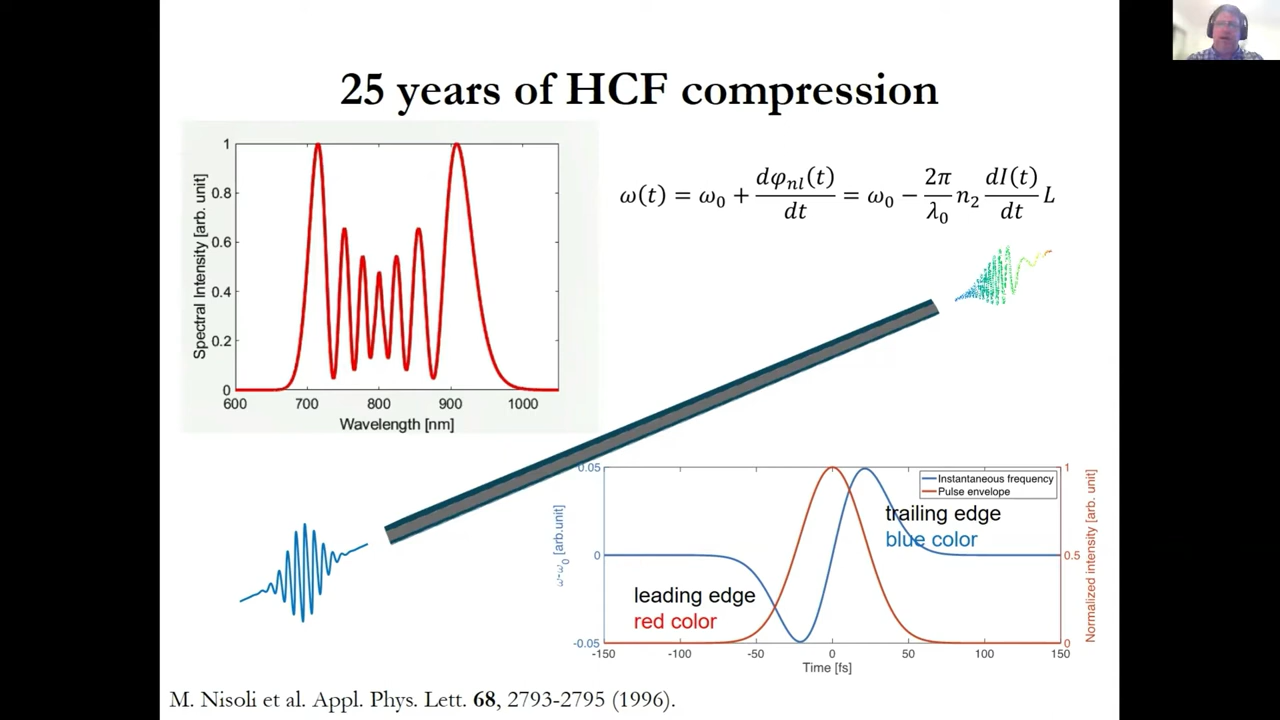 25 years of HCF compression
ω(t) = ω₀ + dφₙₗ(t)/dt = ω₀ − 2π/λ₀ n₂ dI(t)/dt L
Spectral Intensity [arb. unit]
1
0.8
0.6
0.4
0.2
0
600 700 800 900 1000
Wavelength [nm]
0.05
0
-0.05
ω-ω₀ [arb.unit]
Instantaneous frequency
Pulse envelope
trailing edge
blue color
leading edge
red color
1
0.5
0
Normalized intensity [arb. unit]
-150 -100 -50 0 50 100 150
Time [fs]
M. Nisoli et al. Appl. Phys. Lett. 68, 2793-2795 (1996).